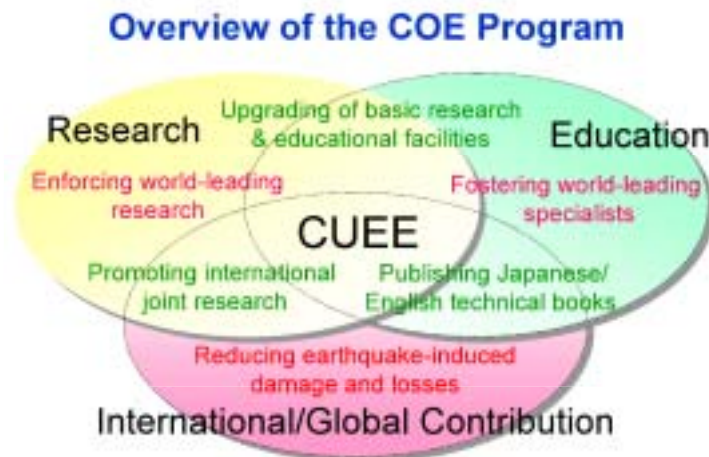 Overview of the COE Program
Research
Upgrading of basic research
& educational facilities
Education
Enforcing world-leading
research
Fostering world-leading
specialists
CUEE
Promoting international
joint research
Publishing Japanese/
English technical books
Reducing earthquake-induced
damage and losses
International/Global Contribution